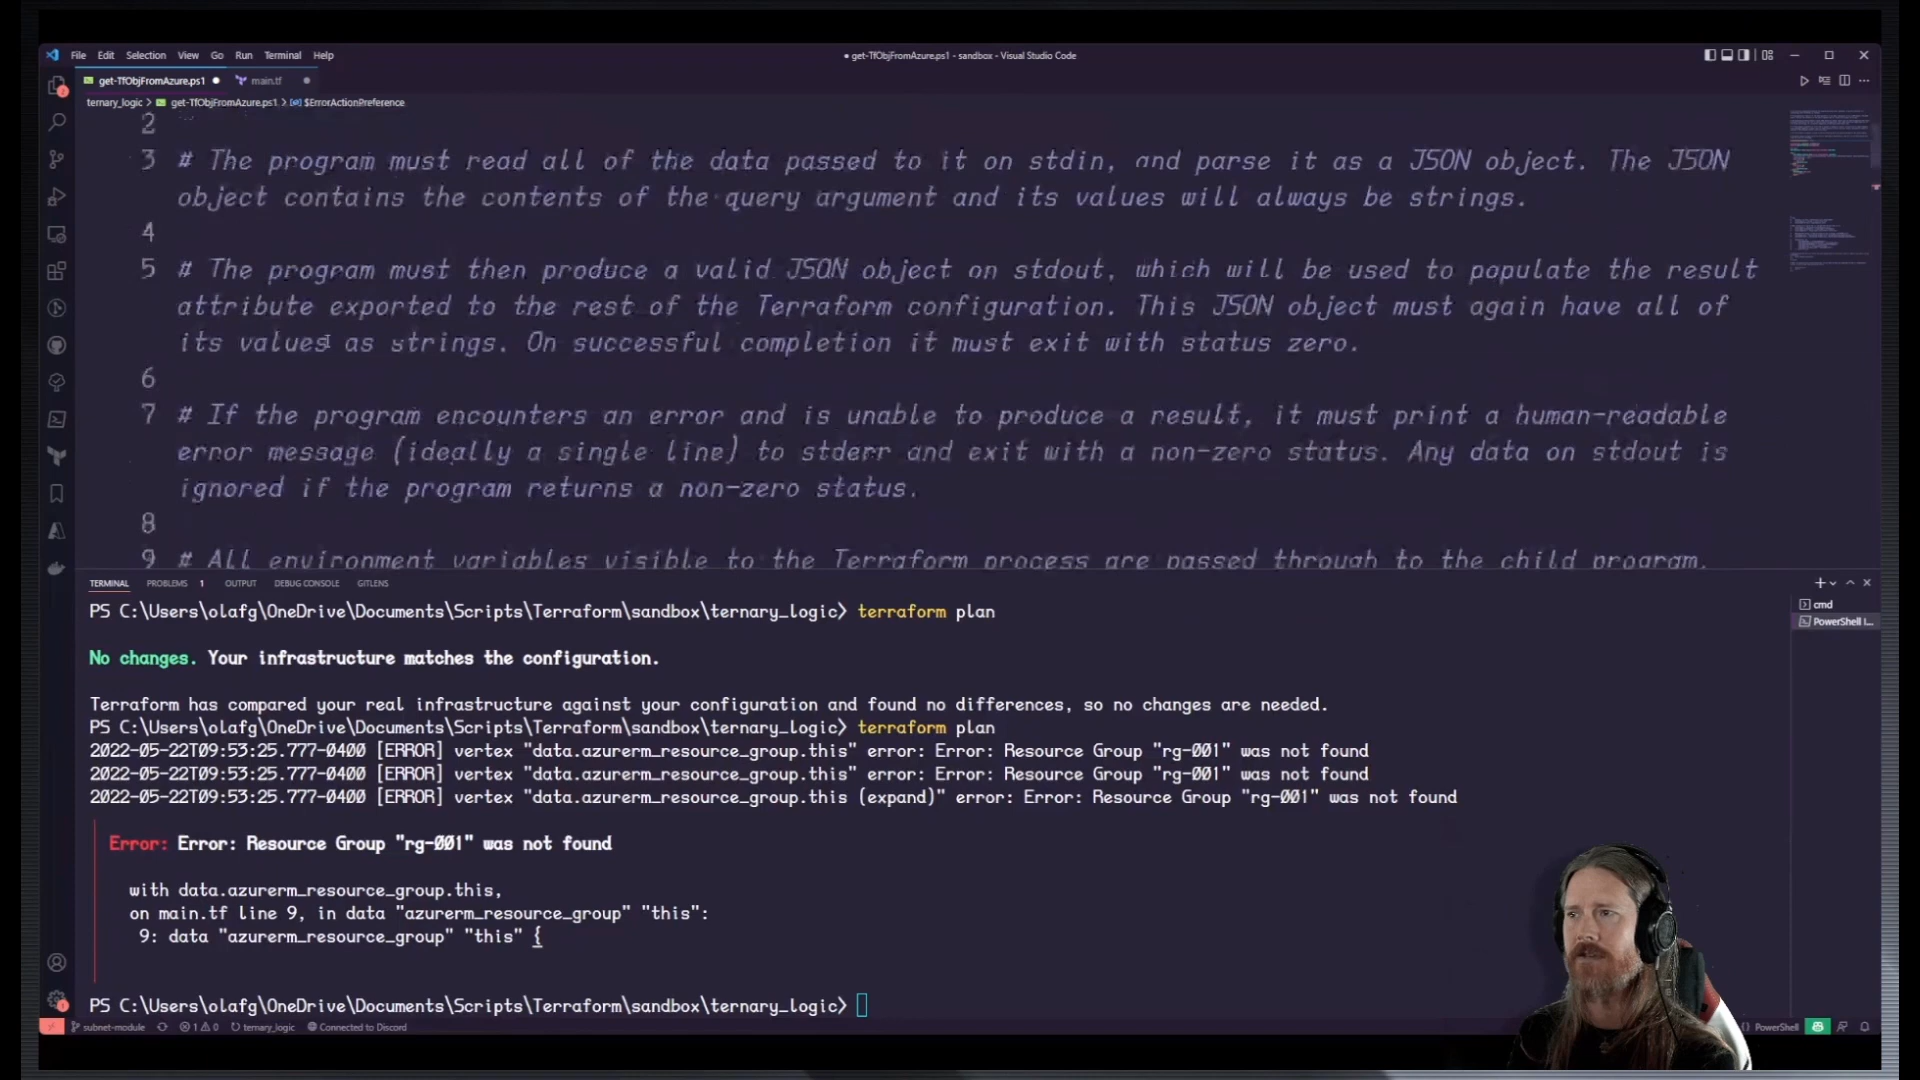 File Edit Selection View Go Run Terminal Help
● get-TfObjFromAzure.ps1 - sandbox - Visual Studio Code
get-TfObjFromAzure.ps1 main.tf
ternary_logic > get-TfObjFromAzure.ps1 > $ErrorActionPreference
2
3 # The program must read all of the data passed to it on stdin, and parse it as a JSON object. The JSON
object contains the contents of the query argument and its values will always be strings.
4
5 # The program must then produce a valid JSON object on stdout, which will be used to populate the result
attribute exported to the rest of the Terraform configuration. This JSON object must again have all of
its values as strings. On successful completion it must exit with status zero.
6
7 # If the program encounters an error and is unable to produce a result, it must print a human-readable
error message (ideally a single line) to stderr and exit with a non-zero status. Any data on stdout is
ignored if the program returns a non-zero status.
8
9 # All environment variables visible to the Terraform process are passed through to the child program.
TERMINAL PROBLEMS 1 OUTPUT DEBUG CONSOLE GITLENS
cmd
PowerShell I...
PS C:\Users\olafg\OneDrive\Documents\Scripts\Terraform\sandbox\ternary_logic> terraform plan
No changes. Your infrastructure matches the configuration.
Terraform has compared your real infrastructure against your configuration and found no differences, so no changes are needed.
PS C:\Users\olafg\OneDrive\Documents\Scripts\Terraform\sandbox\ternary_logic> terraform plan
2022-05-22T09:53:25.777-0400 [ERROR] vertex "data.azurerm_resource_group.this" error: Error: Resource Group "rg-001" was not found
2022-05-22T09:53:25.777-0400 [ERROR] vertex "data.azurerm_resource_group.this" error: Error: Resource Group "rg-001" was not found
2022-05-22T09:53:25.777-0400 [ERROR] vertex "data.azurerm_resource_group.this (expand)" error: Error: Resource Group "rg-001" was not found
Error: Error: Resource Group "rg-001" was not found
with data.azurerm_resource_group.this,
on main.tf line 9, in data "azurerm_resource_group" "this":
9: data "azurerm_resource_group" "this" {
PS C:\Users\olafg\OneDrive\Documents\Scripts\Terraform\sandbox\ternary_logic>
subnet-module 1 0 ternary_logic Connected to Discord
PowerShell